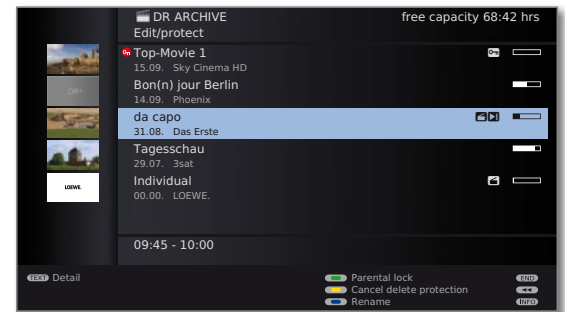 DR ARCHIVE free capacity 68:42 hrs
Edit/protect
Top-Movie 1
15.09. Sky Cinema HD
DR+
Bon(n) jour Berlin
14.09. Phoenix
da capo
31.08. Das Erste
Tagesschau
29.07. 3sat
LOEWE.
Individual
00.00. LOEWE.
09:45 - 10:00
TEXT Detail
Parental lock END
Cancel delete protection
Rename INFO